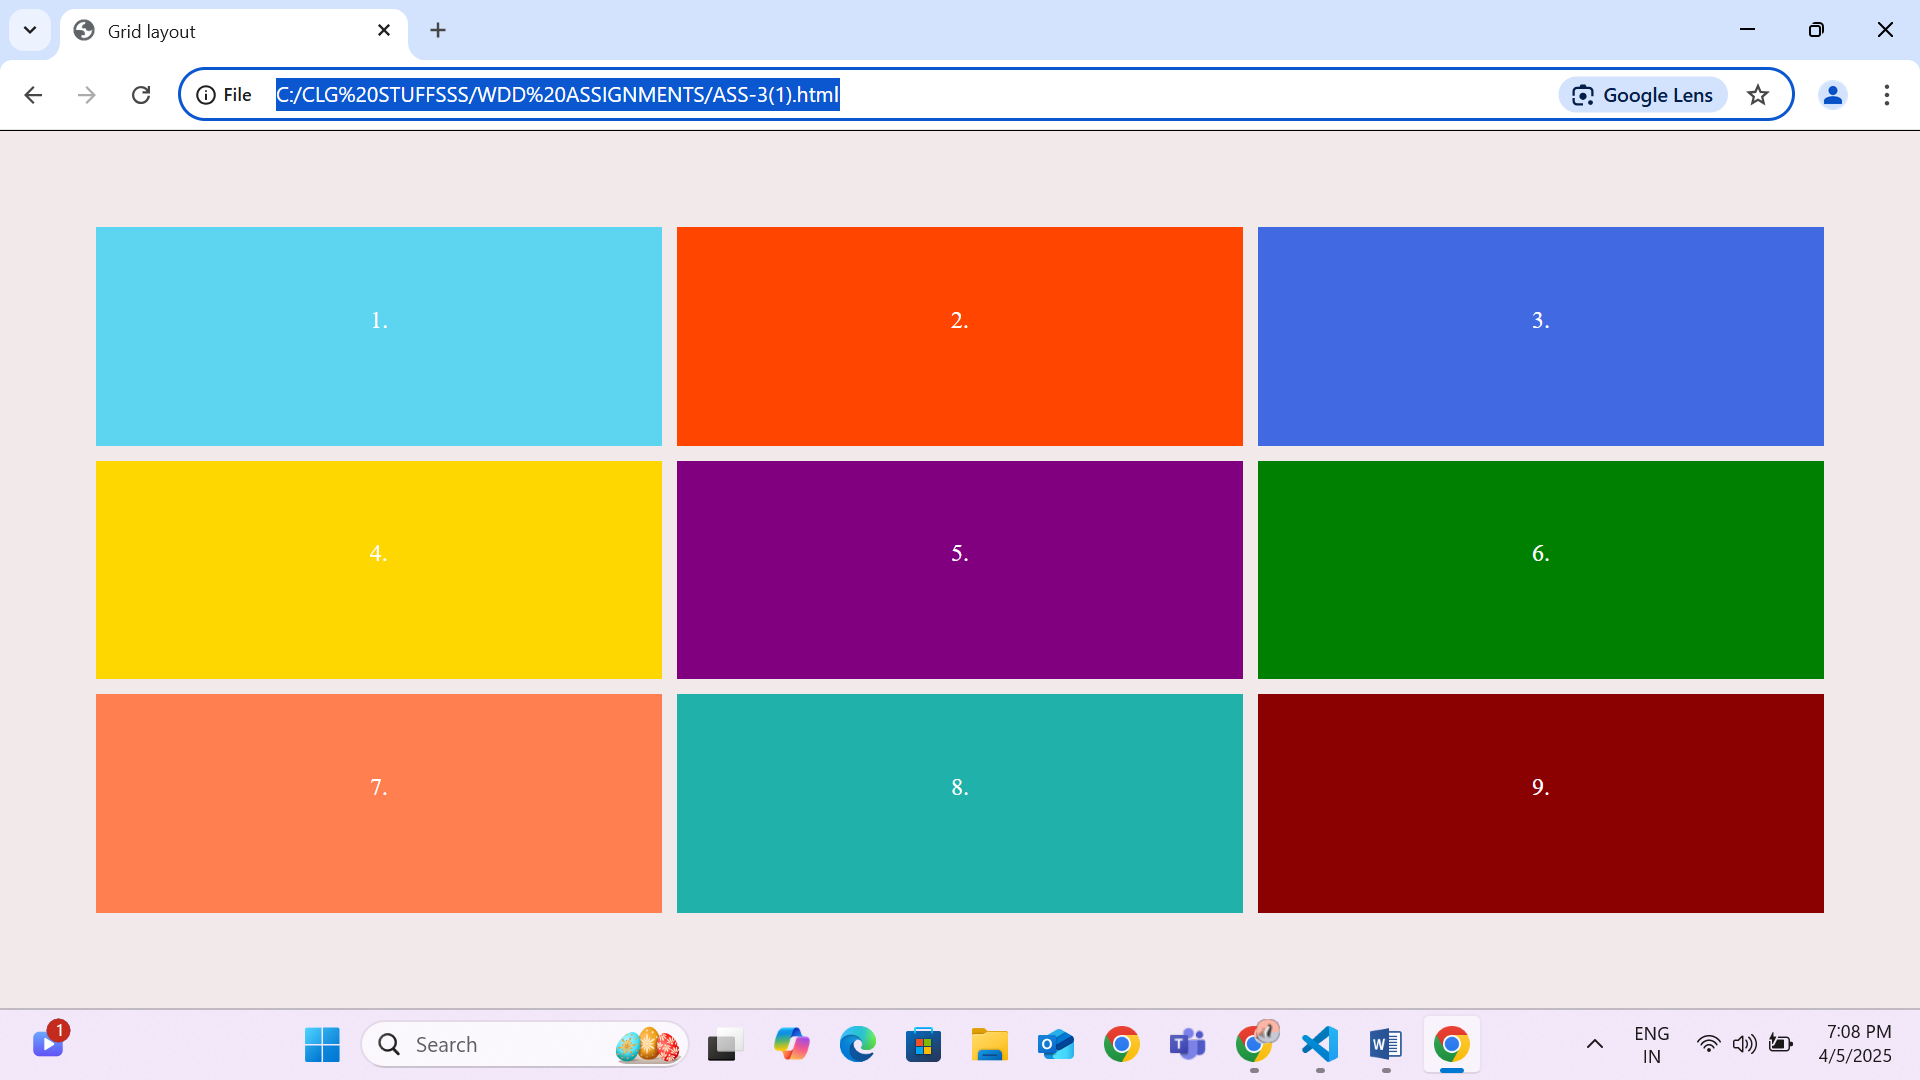 Grid layout
File
C:/CLG%20STUFFSSS/WDD%20ASSIGNMENTS/ASS-3(1).html
Google Lens
1.
2.
3.
4.
5.
6.
7.
8.
9.
1
Search
ENG
IN
7:08 PM
4/5/2025